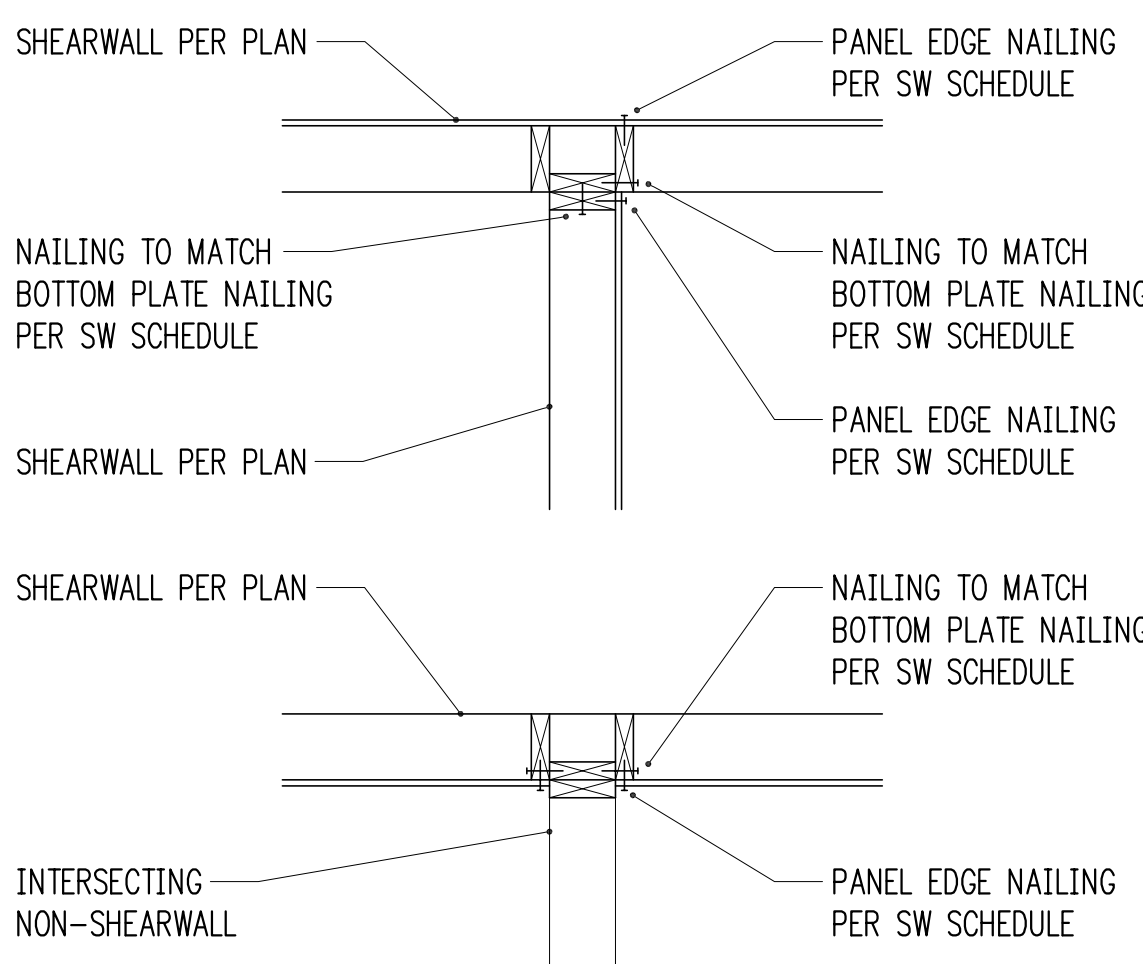 SHEARWALL PER PLAN
PANEL EDGE NAILING
PER SW SCHEDULE
NAILING TO MATCH
BOTTOM PLATE NAILING
PER SW SCHEDULE
NAILING TO MATCH
BOTTOM PLATE NAILING
PER SW SCHEDULE
SHEARWALL PER PLAN
PANEL EDGE NAILING
PER SW SCHEDULE
SHEARWALL PER PLAN
NAILING TO MATCH
BOTTOM PLATE NAILING
PER SW SCHEDULE
INTERSECTING
NON-SHEARWALL
PANEL EDGE NAILING
PER SW SCHEDULE